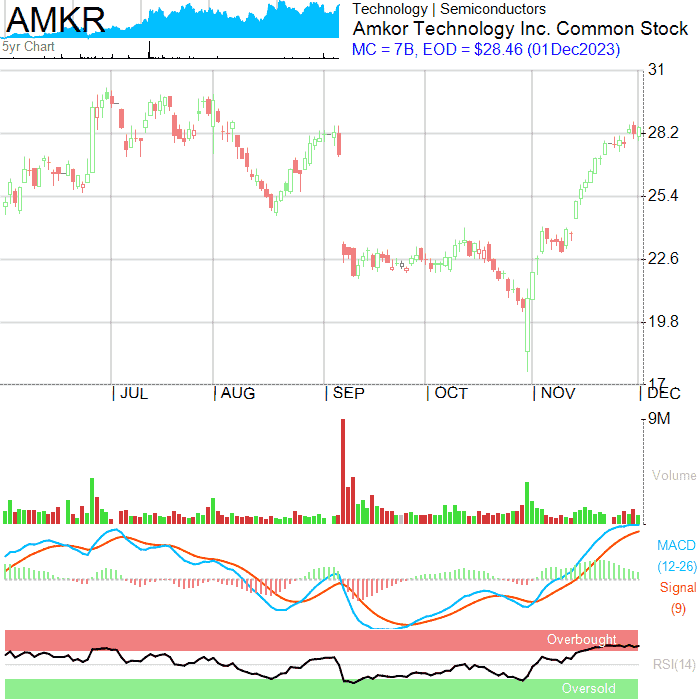 AMKR
5yr Chart
Technology | Semiconductors
Amkor Technology Inc. Common Stock
MC = 7B, EOD = $28.46 (01Dec2023)
31
28.2
25.4
22.6
19.8
17
| JUL | AUG | SEP | OCT | NOV | DEC
9M
Volume
MACD
(12-26)
Signal
(9)
Overbought
RSI(14)
Oversold